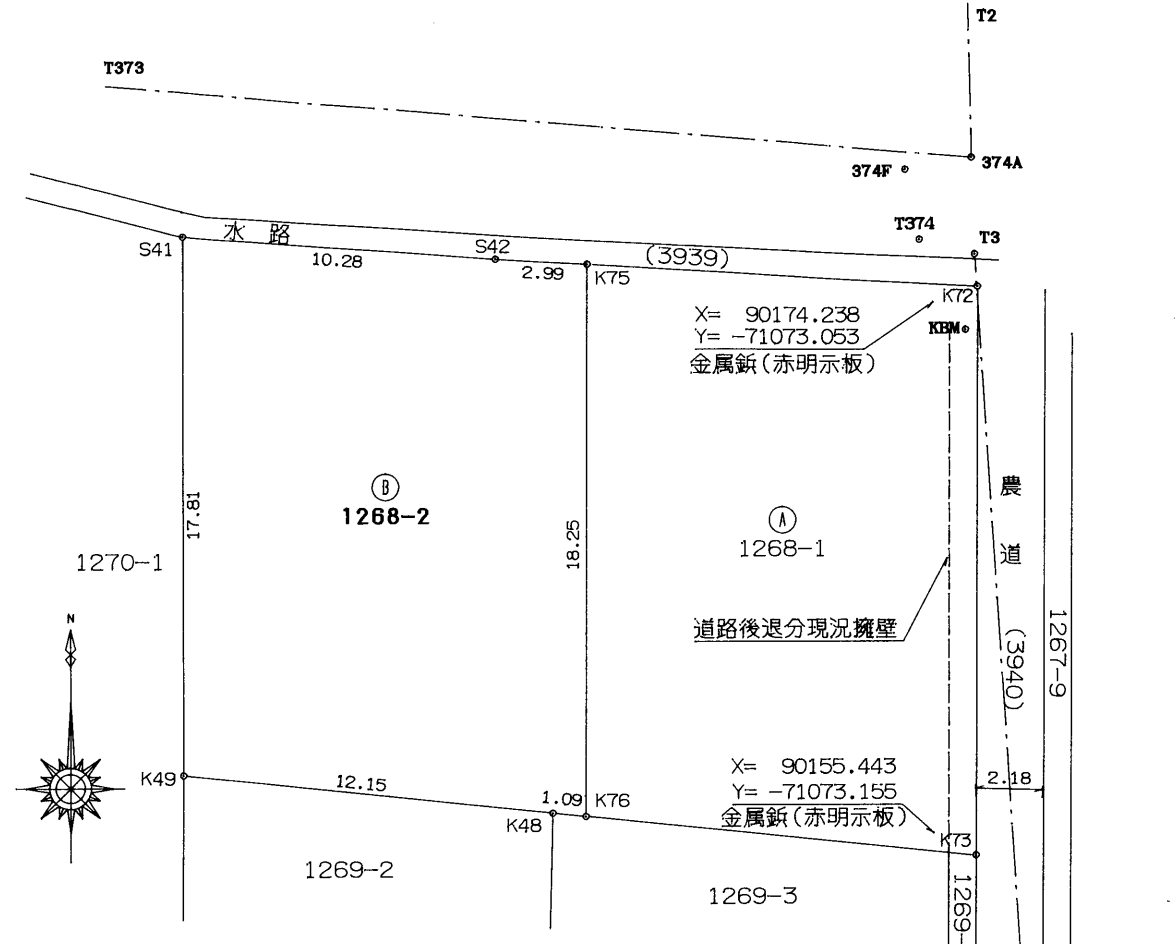 T2
T373
374F
374A
T374
T3
水路
S41
10.28
S42
2.99
K75
(3939)
K72
X= 90174.238
Y= -71073.053
金属鋲(赤明示板)
KBM
B
1268-2
17.81
18.25
A
1268-1
1270-1
農道
(3940)
1267-9
道路後退分現況擁壁
N
K49
12.15
1.09
K76
K48
X= 90155.443
Y= -71073.155
金属鋲(赤明示板)
2.18
K73
1269-2
1269-3
1269-